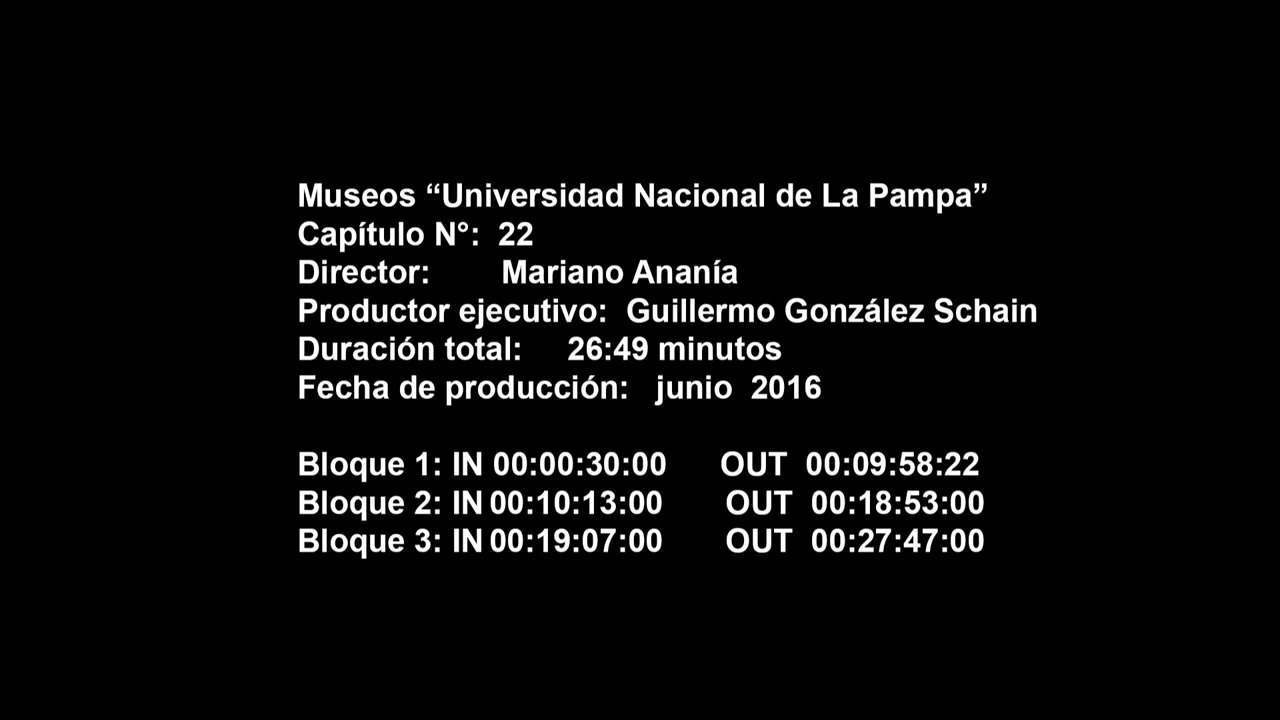 Museos “Universidad Nacional de La Pampa”
Capítulo N°: 22
Director: Mariano Ananía
Productor ejecutivo: Guillermo González Schain
Duración total: 26:49 minutos
Fecha de producción: junio 2016
Bloque 1: IN 00:00:30:00 OUT 00:09:58:22
Bloque 2: IN 00:10:13:00 OUT 00:18:53:00
Bloque 3: IN 00:19:07:00 OUT 00:27:47:00